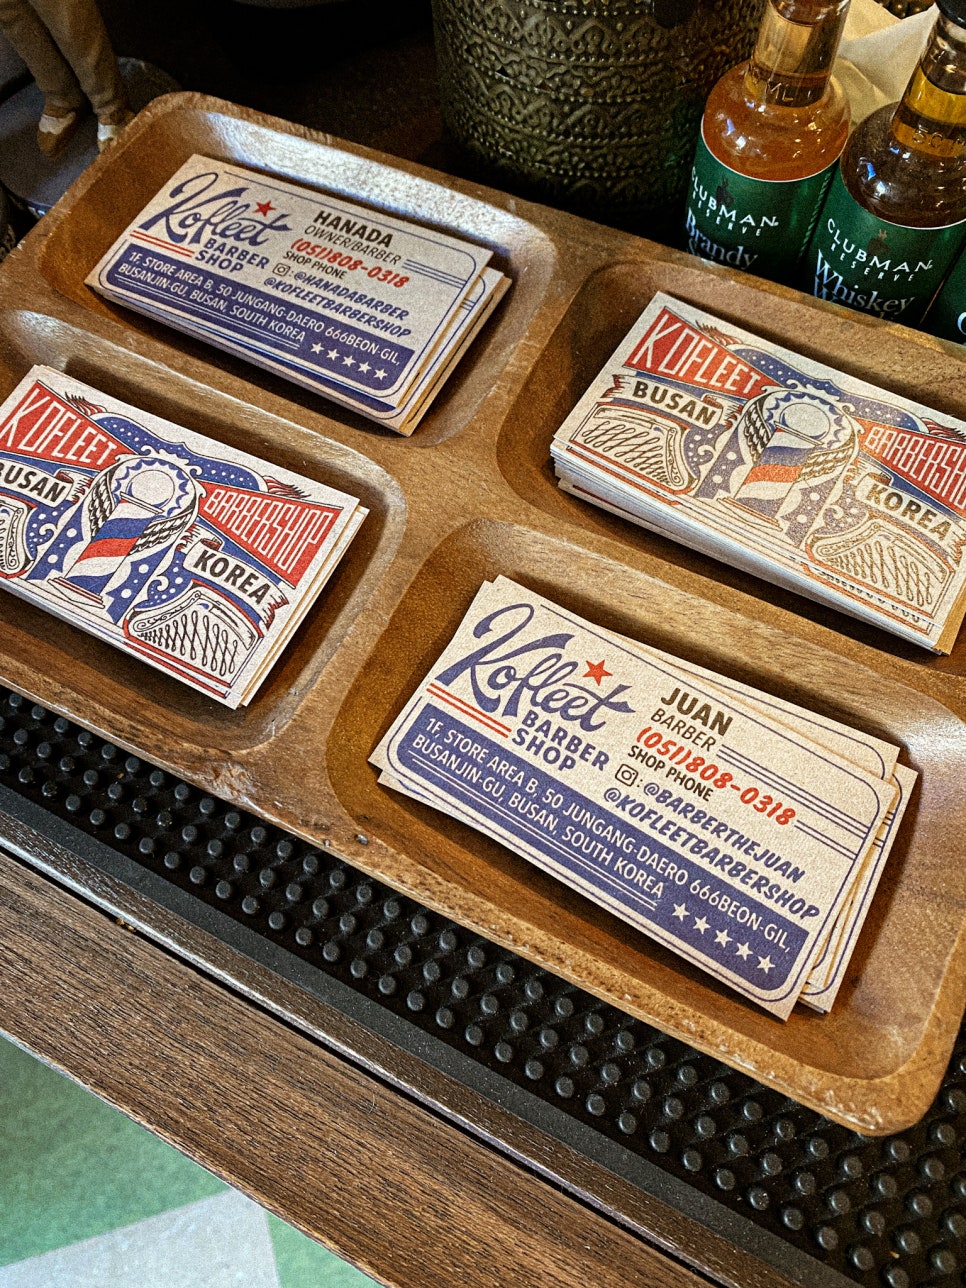 Kofleet
BARBER
SHOP
HANADA
OWNER/BARBER
(051)808-0318
SHOP PHONE
: @HANADABARBER
@KOFLEETBARBERSHOP
1F, STORE AREA B, 50 JUNGANG-DAERO 666BEON-GIL,
BUSANJIN-GU, BUSAN, SOUTH KOREA
CLUBMAN
RESERVE
Brandy
CLUBMAN
RESERVE
Whiskey
KOFLEET
BARBERSHOP
BUSAN
KOREA
KOFLEET
BARBERSHOP
BUSAN
KOREA
Kofleet
BARBER
SHOP
JUAN
BARBER
(051)808-0318
SHOP PHONE
: @BARBERTHEJUAN
@KOFLEETBARBERSHOP
1F, STORE AREA B, 50 JUNGANG-DAERO 666BEON-GIL,
BUSANJIN-GU, BUSAN, SOUTH KOREA